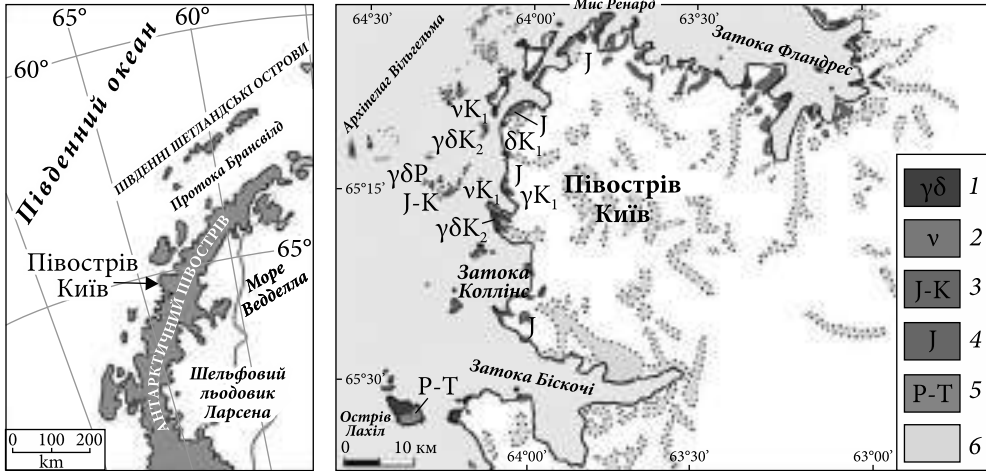 65°
60°
60°
Південний океан
ПІВДЕННІ ШЕТЛАНДСЬКІ ОСТРОВИ
Протока Брансвілд
65°
Півострів
Київ
Море
Ведделла
АНТАРКТИЧНИЙ ПІВОСТРІВ
Шельфовий
льодовик
Ларсена
0 100 200
km
64°30'
64°00'
63°30'
Мис Ренард
Затока Фландрес
Архіпелаг Вільгельма
J
νK₁
J
γδK₂
δK₁
γδP
J
65°15'
νK₁
γK₁
J-K
γδK₂
Півострів
Київ
Затока
Коллінс
J
Затока Біскочі
65°30'
P-T
Острів
Лахіл
0 10 км
64°00'
63°30'
63°00'
γδ 1
ν 2
J-K 3
J 4
P-T 5
6